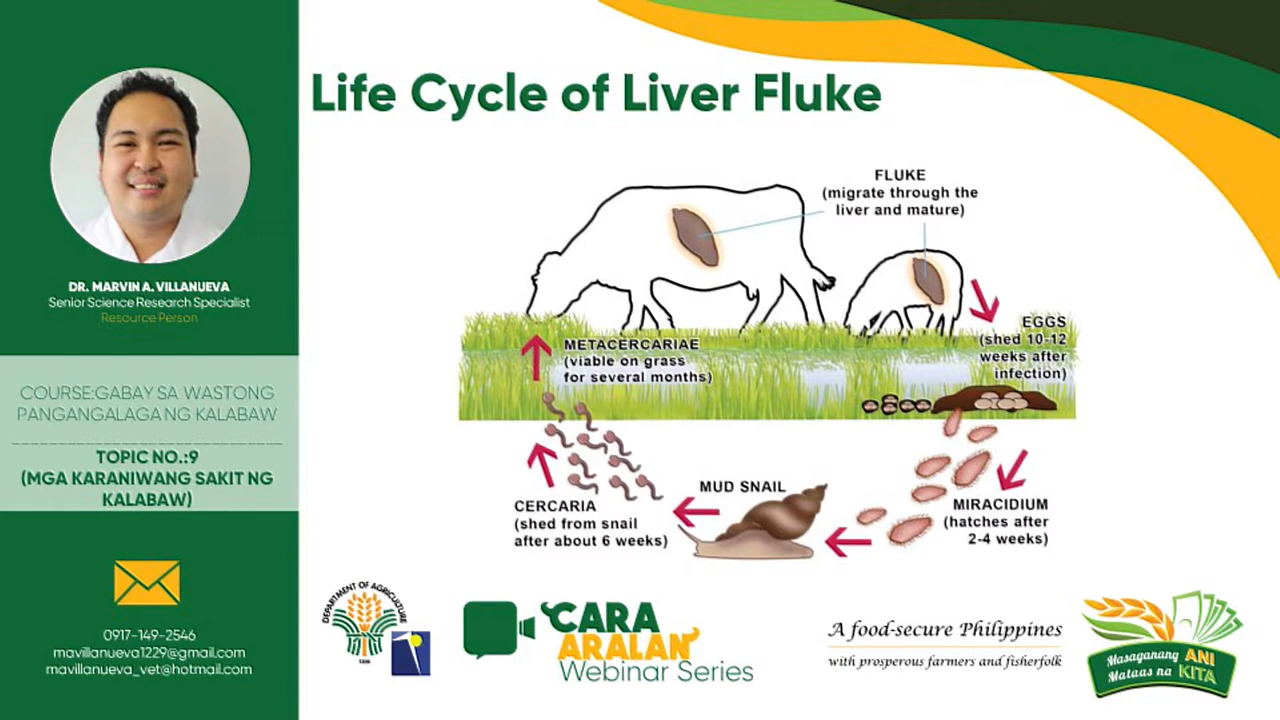 Life Cycle of Liver Fluke
DR. MARVIN A. VILLANUEVA
Senior Science Research Specialist
Resource Person
COURSE:GABAY SA WASTONG
PANGANGALAGA NG KALABAW
TOPIC NO.:9
(MGA KARANIWANG SAKIT NG
KALABAW)
0917-149-2546
mavillanueva1229@gmail.com
mavillanueva_vet@hotmail.com
FLUKE
(migrate through the
liver and mature)
EGGS
(shed 10-12
weeks after
infection)
METACERCARIAE
(viable on grass
for several months)
MUD SNAIL
CERCARIA
(shed from snail
after about 6 weeks)
MIRACIDIUM
(hatches after
2-4 weeks)
DEPARTMENT OF AGRICULTURE
1898
CARA
ARALAN
Webinar Series
A food-secure Philippines
with prosperous farmers and fisherfolk
Masaganang ANI
Mataas na KITA